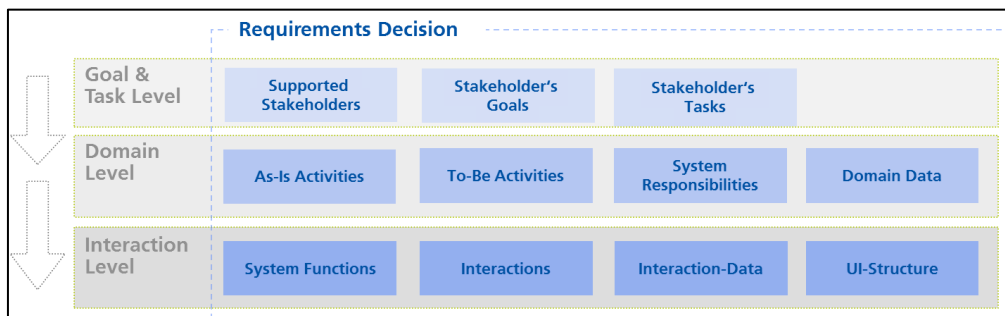 Requirements Decision
Goal &
Task Level
Supported
Stakeholders
Stakeholder‘s
Goals
Stakeholder‘s
Tasks
Domain
Level
As-Is Activities
To-Be Activities
System
Responsibilities
Domain Data
Interaction
Level
System Functions
Interactions
Interaction-Data
UI-Structure